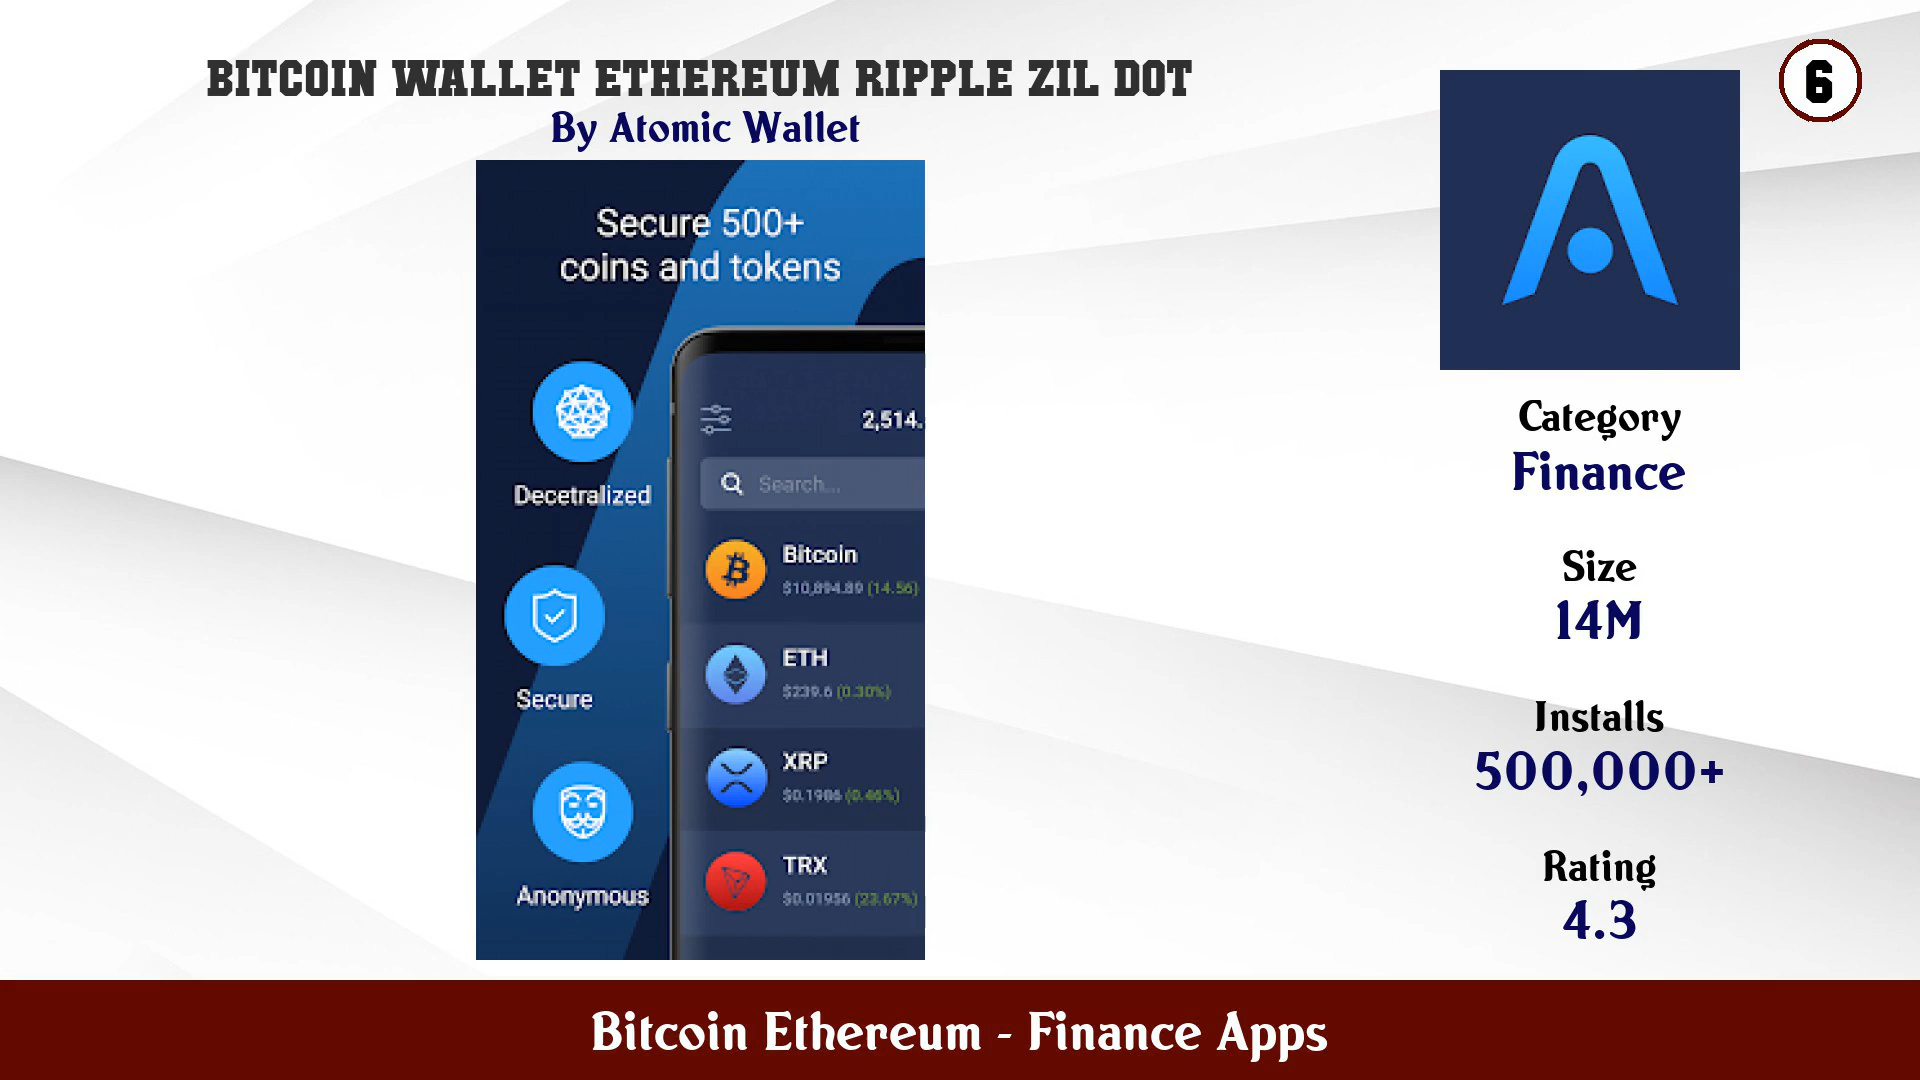 BITCOIN WALLET ETHEREUM RIPPLE ZIL DOT
By Atomic Wallet
6
Secure 500+
coins and tokens
Decetralized
Secure
Anonymous
2,514.
Search...
Bitcoin
$10,894.89 (14.56)
ETH
$239.6 (0.30%)
XRP
$0.1986 (0.46%)
TRX
$0.01956 (23.67%)
Category
Finance
Size
14M
Installs
500,000+
Rating
4.3
Bitcoin Ethereum - Finance Apps